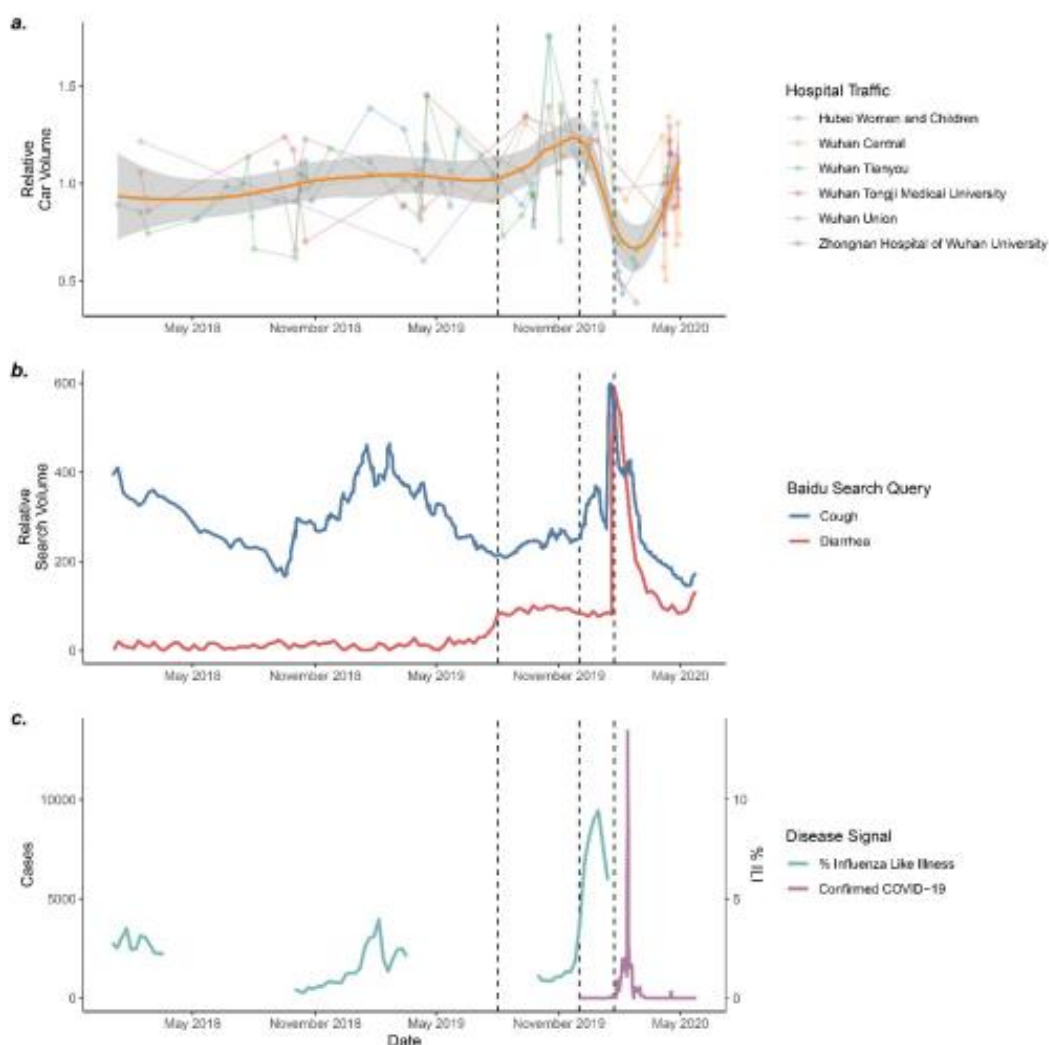 a.
1.5
1.0
0.5
Relative
Car Volume
May 2018
November 2018
May 2019
November 2019
May 2020
Hospital Traffic
Hubei Women and Children
Wuhan Central
Wuhan Tianyou
Wuhan Tongji Medical University
Wuhan Union
Zhongnan Hospital of Wuhan University
b.
600
400
200
0
Relative
Search Volume
May 2018
November 2018
May 2019
November 2019
May 2020
Baidu Search Query
Cough
Diarrhea
c.
10000
5000
0
Cases
10
5
0
% ILI
May 2018
November 2018
May 2019
November 2019
May 2020
Date
Disease Signal
% Influenza Like Illness
Confirmed COVID-19